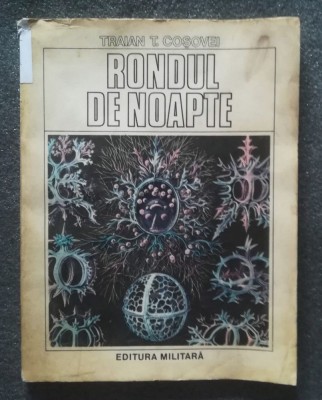 TRAIAN T. COȘOVEI
RONDUL
DE NOAPTE
EDITURA MILITARĂ